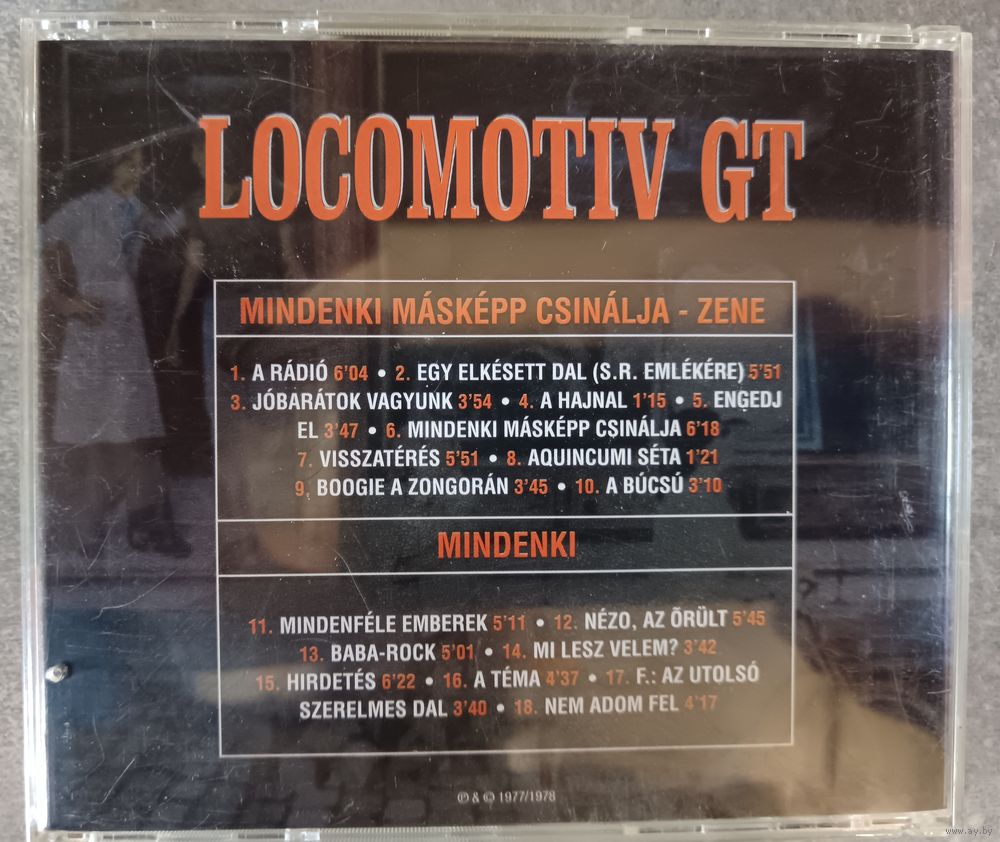 LOCOMOTIV GT
MINDENKI MÁSKÉPP CSINÁLJA - ZENE
1. A RÁDIÓ 6'04 • 2. EGY ELKÉSETT DAL (S.R. EMLÉKÉRE) 5'51
3. JÓBARÁTOK VAGYUNK 3'54 • 4. A HAJNAL 1'15 • 5. ENGEDJ
EL 3'47 • 6. MINDENKI MÁSKÉPP CSINÁLJA 6'18
7. VISSZATÉRÉS 5'51 • 8. AQUINCUMI SÉTA 1'21
9. BOOGIE A ZONGORÁN 3'45 • 10. A BÚCSÚ 3'10
MINDENKI
11. MINDENFÉLE EMBEREK 5'11 • 12. NÉZO, AZ ÕRÜLT 5'45
13. BABA-ROCK 5'01 • 14. MI LESZ VELEM? 3'42
15. HIRDETÉS 6'22 • 16. A TÉMA 4'37 • 17. F.: AZ UTOLSÓ
SZERELMES DAL 3'40 • 18. NEM ADOM FEL 4'17
℗ & © 1977/1978
www.ay.by